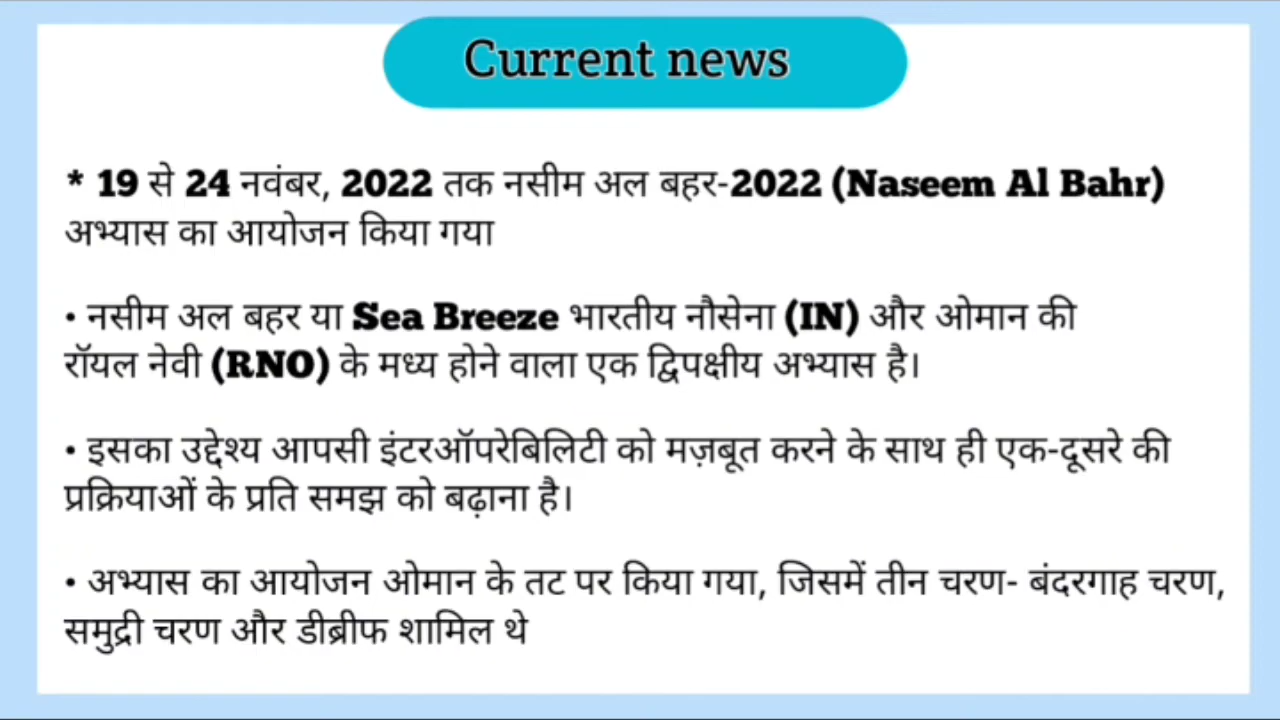 Current news
* 19 से 24 नवंबर, 2022 तक नसीम अल बहर-2022 (Naseem Al Bahr)
अभ्यास का आयोजन किया गया
• नसीम अल बहर या Sea Breeze भारतीय नौसेना (IN) और ओमान की
रॉयल नेवी (RNO) के मध्य होने वाला एक द्विपक्षीय अभ्यास है।
• इसका उद्देश्य आपसी इंटरऑपरेबिलिटी को मज़बूत करने के साथ ही एक-दूसरे की
प्रक्रियाओं के प्रति समझ को बढ़ाना है।
• अभ्यास का आयोजन ओमान के तट पर किया गया, जिसमें तीन चरण- बंदरगाह चरण,
समुद्री चरण और डीब्रीफ शामिल थे